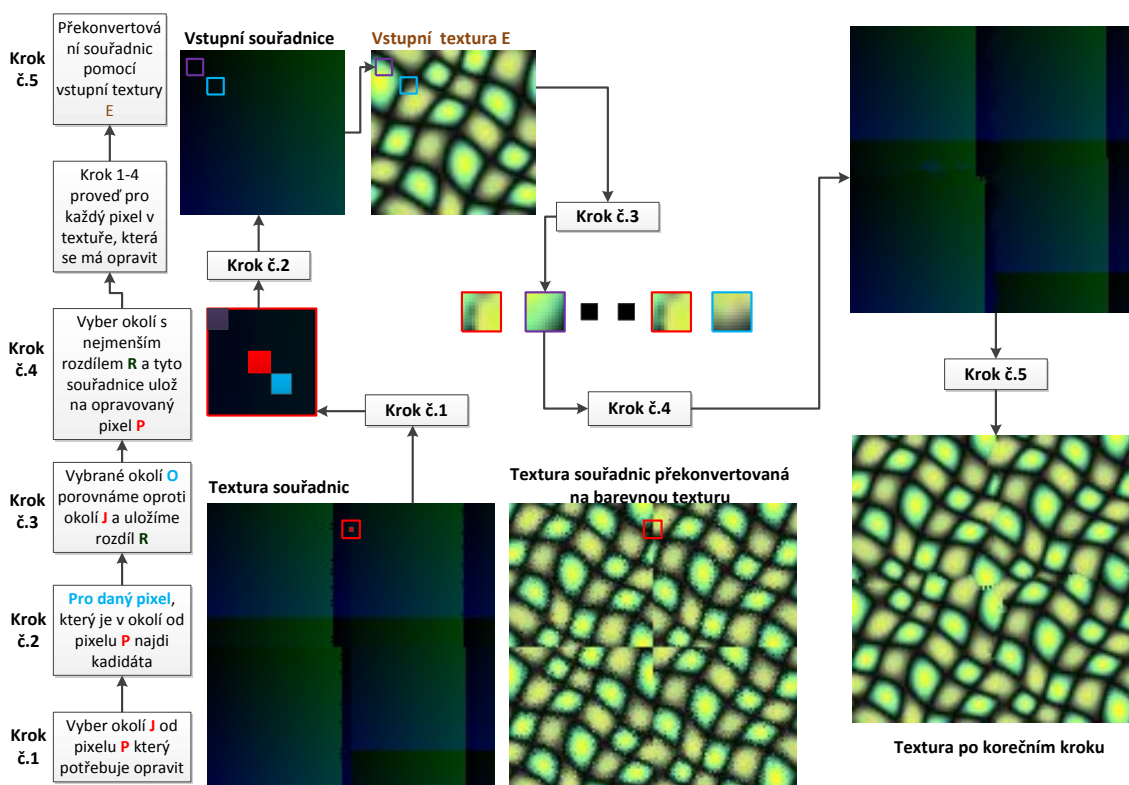 Krok
č.5
Překonvertová
ní souřadnic
pomocí
vstupní textury
E
Krok 1-4
proveď pro
každý pixel v
textuře, která
se má opravit
Krok
č.4
Vyber okolí s
nejmenším
rozdílem R a tyto
souřadnice ulož
na opravovaný
pixel P
Krok
č.3
Vybrané okolí O
porovnáme oproti
okolí J a uložíme
rozdíl R
Krok
č.2
Pro daný pixel,
který je v okolí od
pixelu P najdi
kadidáta
Krok
č.1
Vyber okolí J od
pixelu P který
potřebuje opravit
Vstupní souřadnice
Vstupní textura E
Krok č.2
Krok č.3
Krok č.1
Krok č.4
Krok č.5
Textura souřadnic
Textura souřadnic překonvertovaná
na barevnou texturu
Textura po korečním kroku